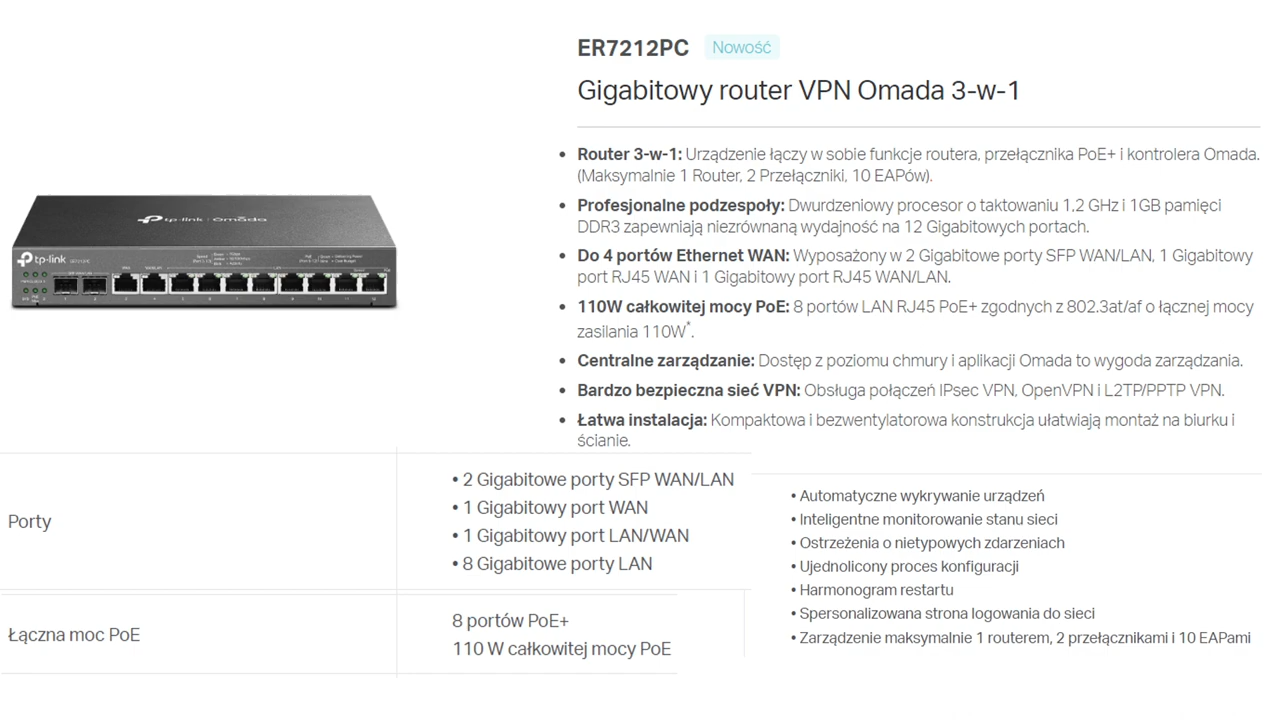 ER7212PC Nowość
Gigabitowy router VPN Omada 3-w-1
• Router 3-w-1: Urządzenie łączy w sobie funkcje routera, przełącznika PoE+ i kontrolera Omada.
(Maksymalnie 1 Router, 2 Przełączniki, 10 EAPów).
• Profesjonalne podzespoły: Dwurdzeniowy procesor o taktowaniu 1,2 GHz i 1GB pamięci
DDR3 zapewniają niezrównaną wydajność na 12 Gigabitowych portach.
• Do 4 portów Ethernet WAN: Wyposażony w 2 Gigabitowe porty SFP WAN/LAN, 1 Gigabitowy
port RJ45 WAN i 1 Gigabitowy port RJ45 WAN/LAN.
• 110W całkowitej mocy PoE: 8 portów LAN RJ45 PoE+ zgodnych z 802.3at/af o łącznej mocy
zasilania 110W*.
• Centralne zarządzanie: Dostęp z poziomu chmury i aplikacji Omada to wygoda zarządzania.
• Bardzo bezpieczna sieć VPN: Obsługa połączeń IPsec VPN, OpenVPN i L2TP/PPTP VPN.
• Łatwa instalacja: Kompaktowa i bezwentylatorowa konstrukcja ułatwiają montaż na biurku i
ścianie.
tp-link | omada
tp-link
Porty
• 2 Gigabitowe porty SFP WAN/LAN
• 1 Gigabitowy port WAN
• 1 Gigabitowy port LAN/WAN
• 8 Gigabitowe porty LAN
Łączna moc PoE
8 portów PoE+
110 W całkowitej mocy PoE
• Automatyczne wykrywanie urządzeń
• Inteligentne monitorowanie stanu sieci
• Ostrzeżenia o nietypowych zdarzeniach
• Ujednolicony proces konfiguracji
• Harmonogram restartu
• Spersonalizowana strona logowania do sieci
• Zarządzenie maksymalnie 1 routerem, 2 przełącznikami i 10 EAPami